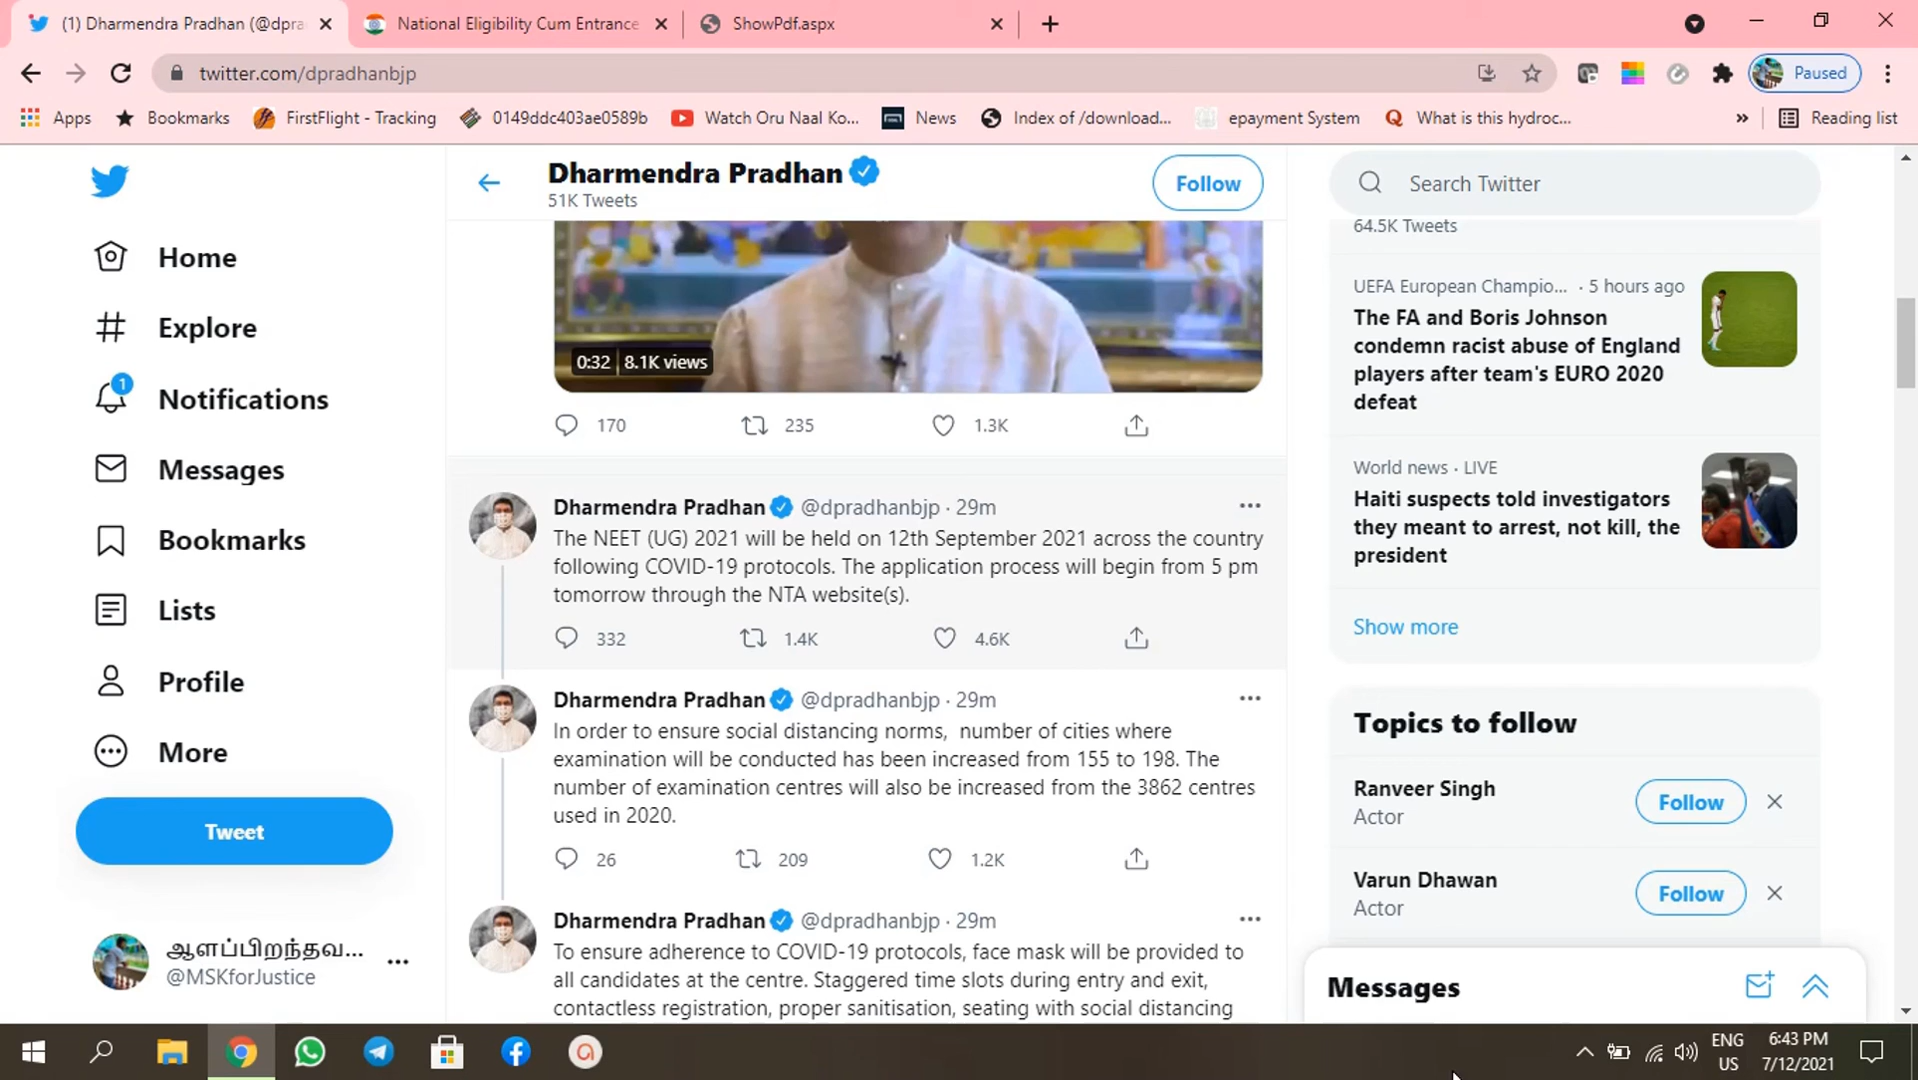 (1) Dharmendra Pradhan (@dpra
National Eligibility Cum Entrance
ShowPdf.aspx
twitter.com/dpradhanbjp
Paused
Apps
Bookmarks
FirstFlight - Tracking
0149ddc403ae0589b
Watch Oru Naal Ko...
News
Index of /download...
epayment System
What is this hydroc...
»
Reading list
Home
Explore
1
Notifications
Messages
Bookmarks
Lists
Profile
More
Tweet
ஆளப்பிறந்தவ...
@MSKforJustice
Dharmendra Pradhan
51K Tweets
Follow
0:32 8.1K views
170 235 1.3K
Dharmendra Pradhan @dpradhanbjp · 29m
The NEET (UG) 2021 will be held on 12th September 2021 across the country
following COVID-19 protocols. The application process will begin from 5 pm
tomorrow through the NTA website(s).
332 1.4K 4.6K
Dharmendra Pradhan @dpradhanbjp · 29m
In order to ensure social distancing norms, number of cities where
examination will be conducted has been increased from 155 to 198. The
number of examination centres will also be increased from the 3862 centres
used in 2020.
26 209 1.2K
Dharmendra Pradhan @dpradhanbjp · 29m
To ensure adherence to COVID-19 protocols, face mask will be provided to
all candidates at the centre. Staggered time slots during entry and exit,
contactless registration, proper sanitisation, seating with social distancing
Search Twitter
64.5K Tweets
UEFA European Champio... · 5 hours ago
The FA and Boris Johnson
condemn racist abuse of England
players after team's EURO 2020
defeat
World news · LIVE
Haiti suspects told investigators
they meant to arrest, not kill, the
president
Show more
Topics to follow
Ranveer Singh
Actor
Follow
Varun Dhawan
Actor
Follow
Messages
ENG
US
6:43 PM
7/12/2021